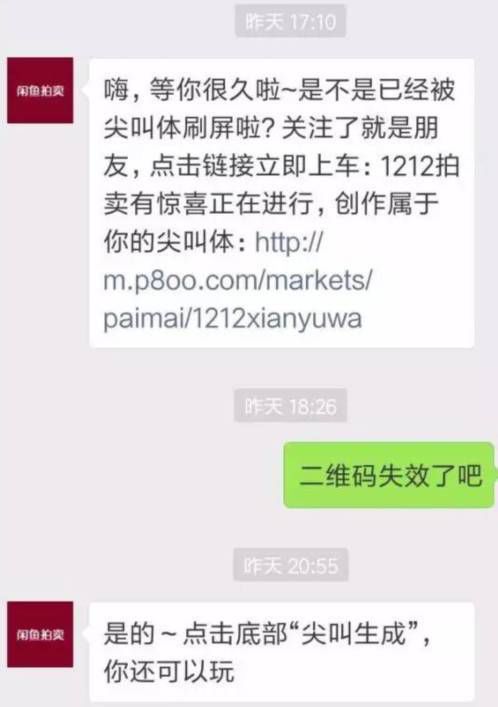 昨天 17:10
闲鱼拍卖
嗨，等你很久啦~是不是已经被
尖叫体刷屏啦？关注了就是朋
友，点击链接立即上车：1212拍
卖有惊喜正在进行，创作属于
你的尖叫体：http://
m.p8oo.com/markets/
paimai/1212xianyuwa
昨天 18:26
二维码失效了吧
昨天 20:55
闲鱼拍卖
是的～点击底部“尖叫生成”，
你还可以玩